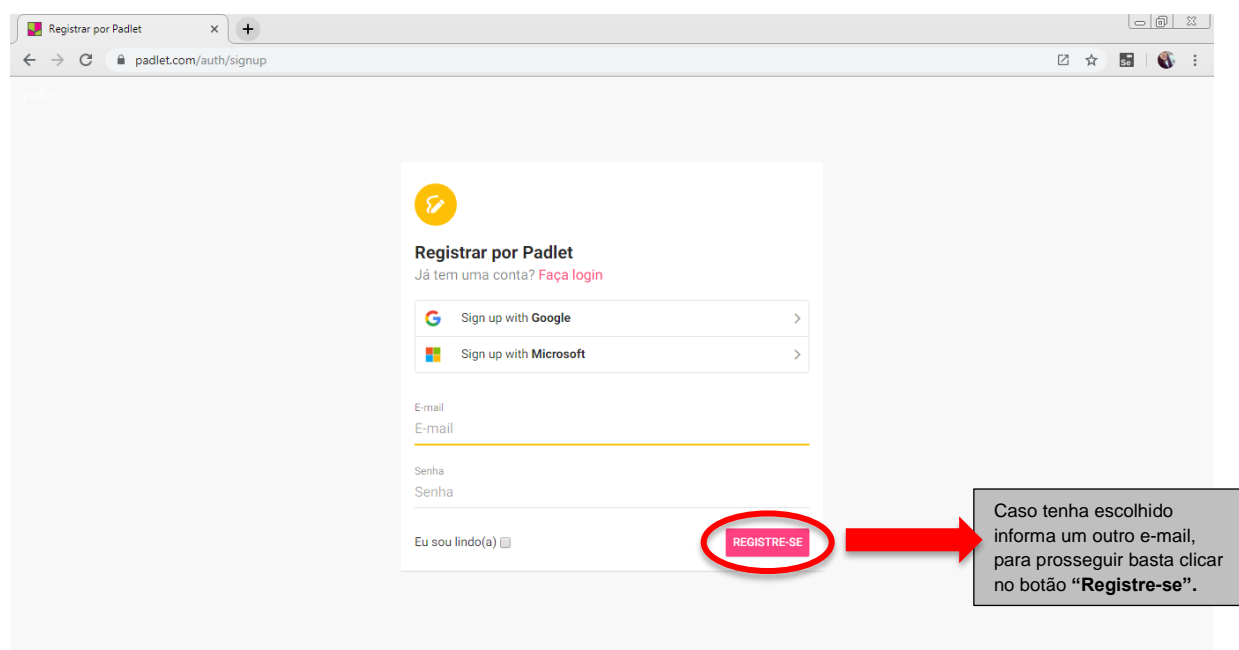 Registrar por Padlet
padlet.com/auth/signup
Se
Registrar por Padlet
Já tem uma conta? Faça login
Sign up with Google
Sign up with Microsoft
E-mail
E-mail
Senha
Senha
Eu sou lindo(a)
REGISTRE-SE
Caso tenha escolhido
informa um outro e-mail,
para prosseguir basta clicar
no botão “Registre-se”.